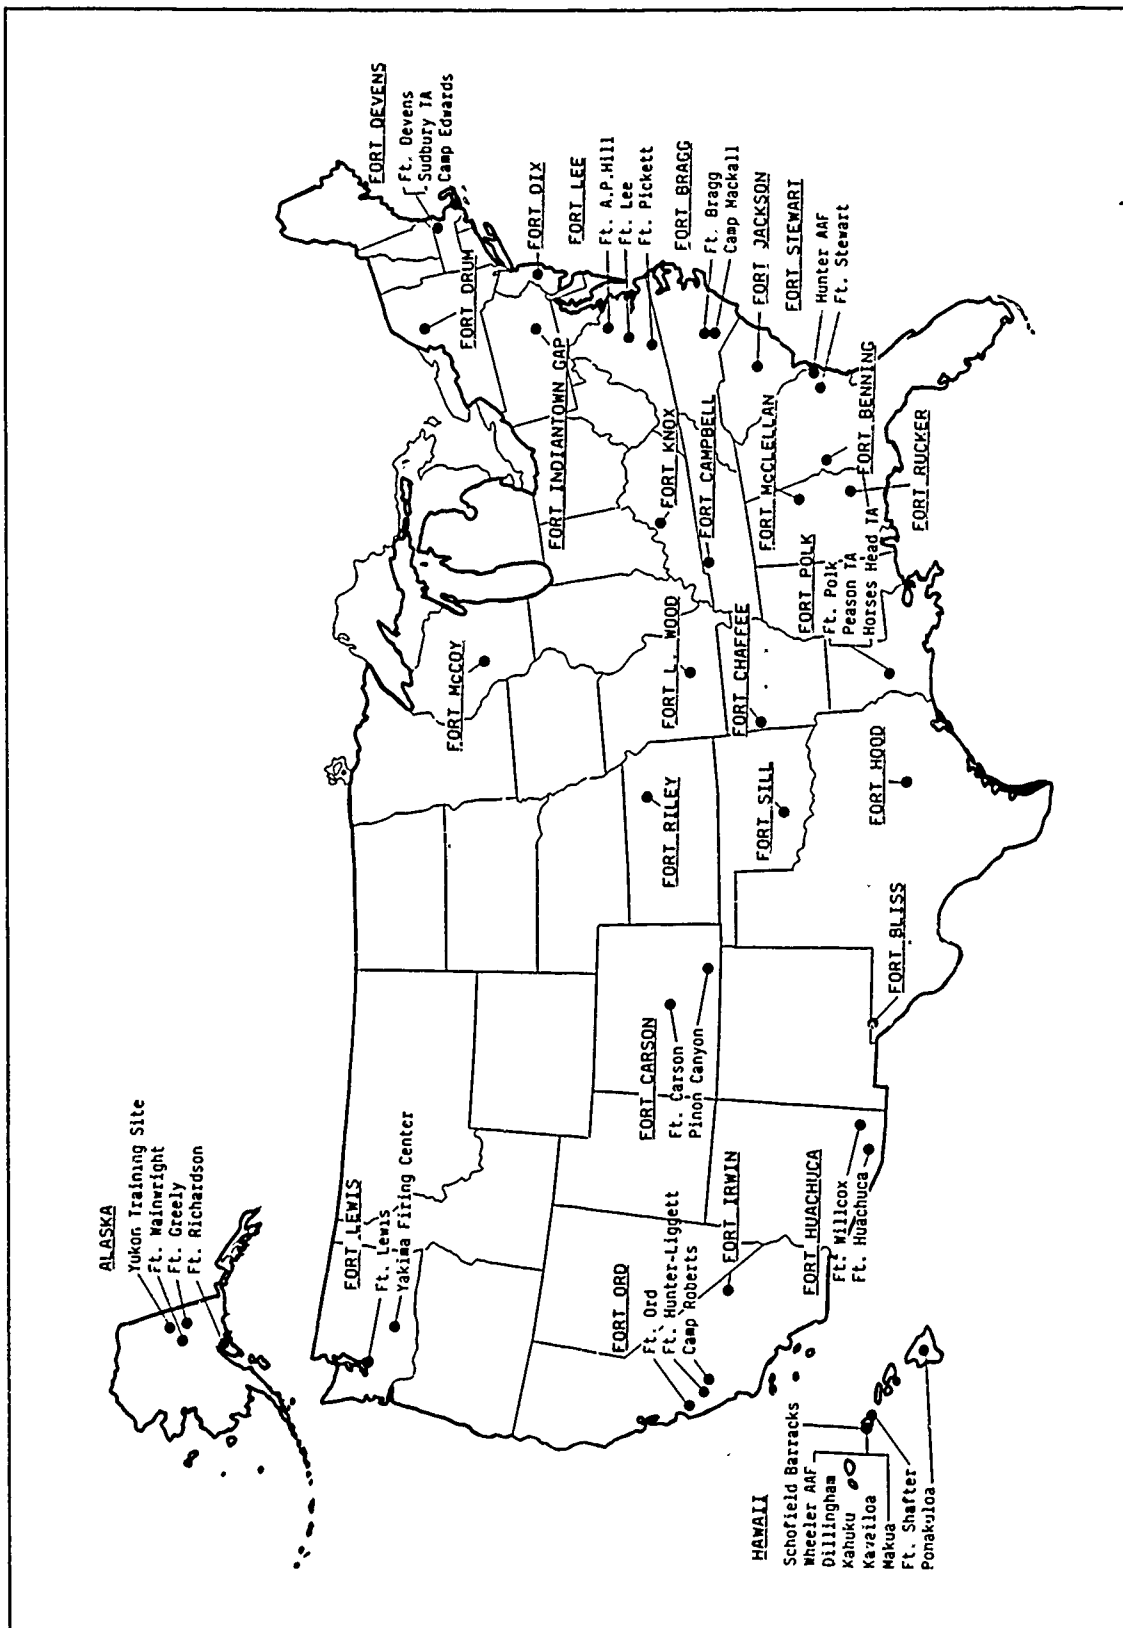 ALASKA
Yukon Training Site
Ft. Wainwright
Ft. Greely
Ft. Richardson
FORT LEWIS
Ft. Lewis
Yakima Firing Center
FORT ORD
Ft. Ord
Ft. Hunter-Liggett
Camp Roberts
FORT IRWIN
FORT HUACHUCA
Ft. Willcox
Ft. Huachuca
HAWAII
Schofield Barracks
Wheeler AAF
Dillingham
Kahuku
Kawailoa
Makua
Ft. Shafter
Ponakuloa
FORT CARSON
Ft. Carson
Pinon Canyon
FORT BLISS
FORT RILEY
FORT SILL
FORT HOOD
FORT McCOY
FORT L. WOOD
FORT CHAFFEE
FORT POLK
Ft. Polk
Peason TA
Horses Head TA
FORT KNOX
FORT CAMPBELL
FORT McCLELLAN
FORT BENNING
FORT RUCKER
FORT INDIANTOWN GAP
FORT DRUM
FORT DEVENS
Ft. Devens
Sudbury TA
Camp Edwards
FORT DIX
FORT LEE
Ft. A.P.Hill
Ft. Lee
Ft. Pickett
FORT BRAGG
Ft. Bragg
Camp Mackall
FORT JACKSON
FORT STEWART
Hunter AAF
Ft. Stewart